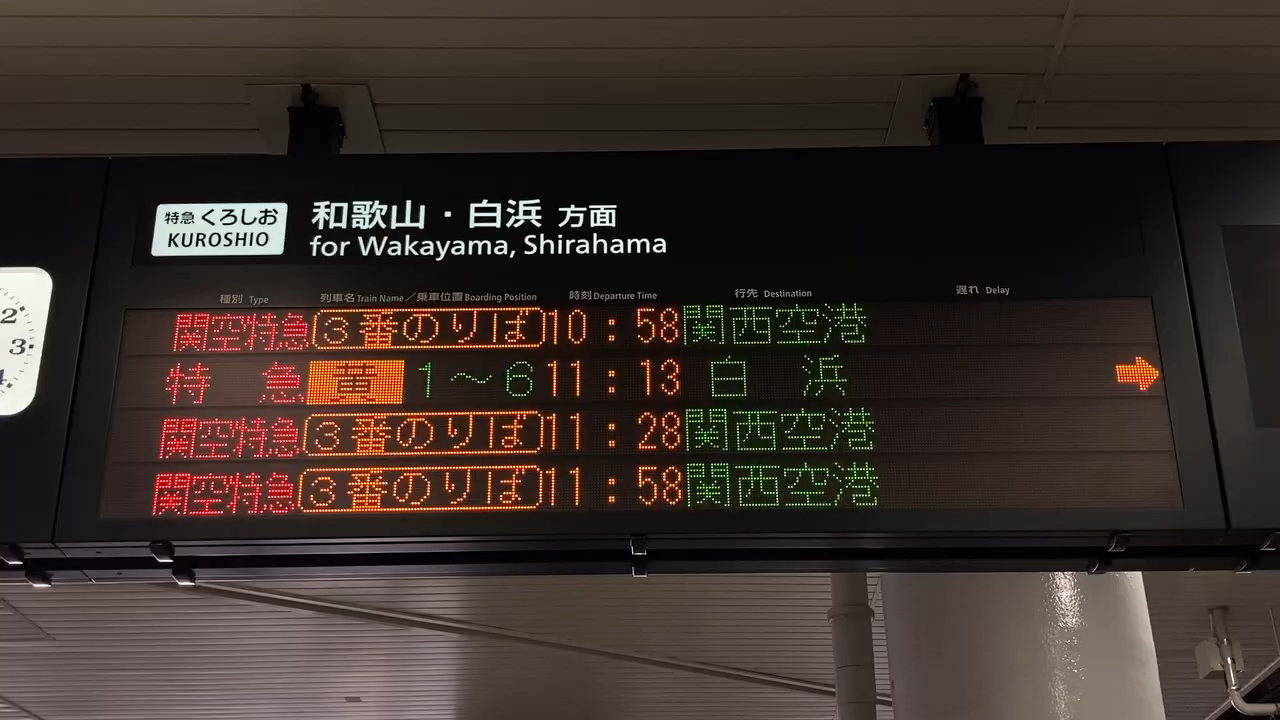 特急 くろしお 和歌山・白浜 方面
KUROSHIO for Wakayama, Shirahama
種別 Type 列車名 Train Name／乗車位置 Boarding Position 時刻 Departure Time 行先 Destination 遅れ Delay
関空特急 ③番のりば 10:58 関西空港
特急 黄 1～6 11:13 白浜
関空特急 ③番のりば 11:28 関西空港
関空特急 ③番のりば 11:58 関西空港
2
3
4